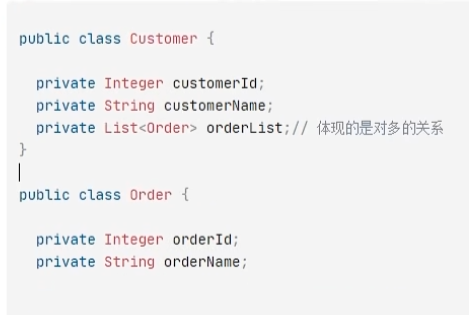 public class Customer {
private Integer customerId;
private String customerName;
private List<Order> orderList;// 体现的是对多的关系
}
public class Order {
private Integer orderId;
private String orderName;